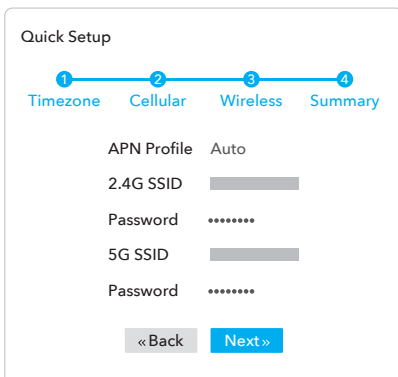 Quick Setup
1 2 3 4
Timezone Cellular Wireless Summary
APN Profile Auto
2.4G SSID
Password ••••••••
5G SSID
Password ••••••••
«Back Next»